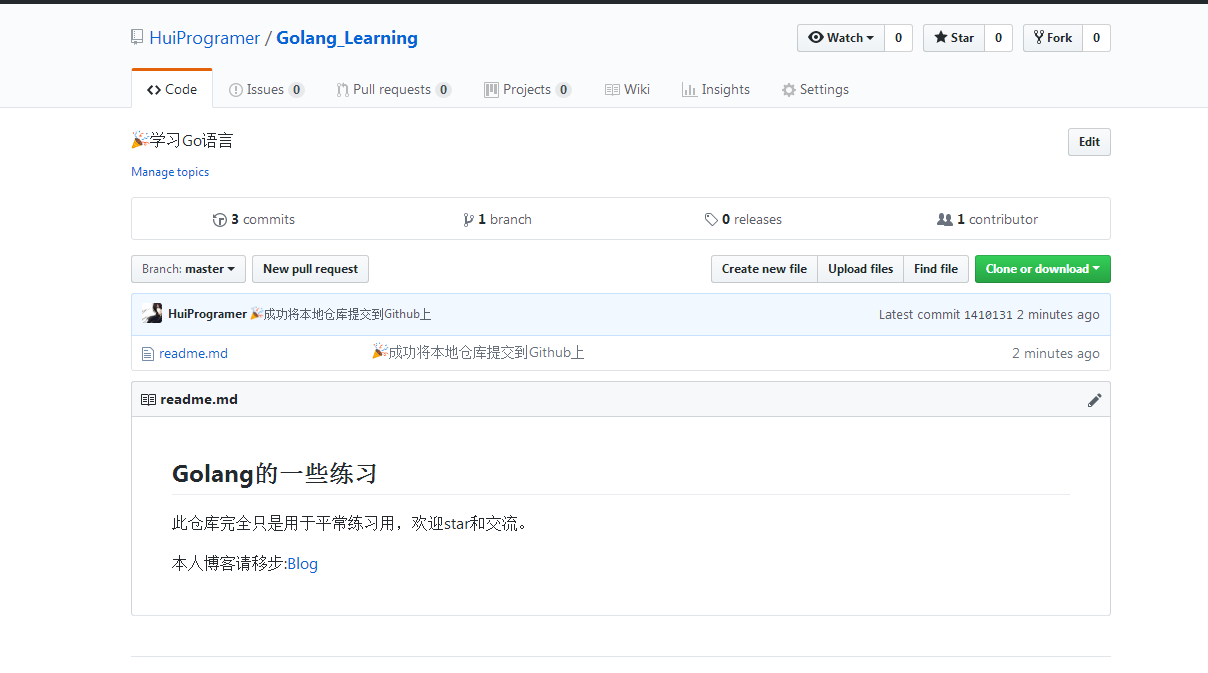 HuiProgramer / Golang_Learning
Watch 0 Star 0 Fork 0
Code Issues 0 Pull requests 0 Projects 0 Wiki Insights Settings
🎉学习Go语言 Edit
Manage topics
3 commits 1 branch 0 releases 1 contributor
Branch: master New pull request Create new file Upload files Find file Clone or download
HuiProgramer 🎉成功将本地仓库提交到Github上 Latest commit 1410131 2 minutes ago
readme.md 🎉成功将本地仓库提交到Github上 2 minutes ago
readme.md
Golang的一些练习
此仓库完全只是用于平常练习用，欢迎star和交流。
本人博客请移步:Blog